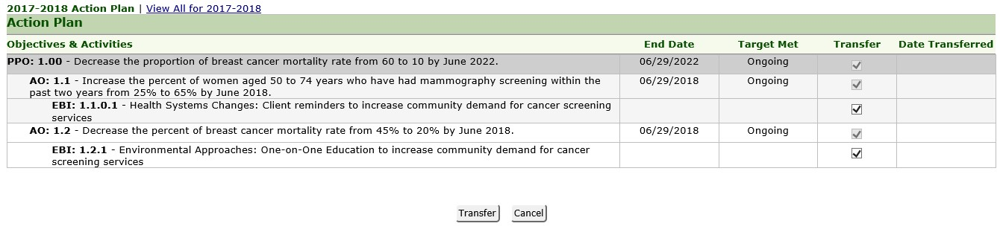 2017-2018 Action Plan | View All for 2017-2018
Action Plan
Objectives & Activities End Date Target Met Transfer Date Transferred
PPO: 1.00 - Decrease the proportion of breast cancer mortality rate from 60 to 10 by June 2022. 06/29/2022 Ongoing
AO: 1.1 - Increase the percent of women aged 50 to 74 years who have had mammography screening within the 06/29/2018 Ongoing
past two years from 25% to 65% by June 2018.
EBI: 1.1.0.1 - Health Systems Changes: Client reminders to increase community demand for cancer screening
services
AO: 1.2 - Decrease the percent of breast cancer mortality rate from 45% to 20% by June 2018. 06/29/2018 Ongoing
EBI: 1.2.1 - Environmental Approaches: One-on-One Education to increase community demand for cancer
screening services
Transfer Cancel